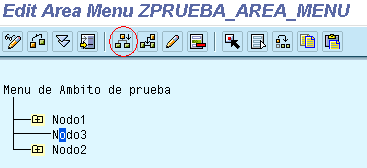 Edit Area Menu ZPRUEBA_AREA_MENU
Menu de Ambito de prueba
Nodo1
Nodo3
Nodo2